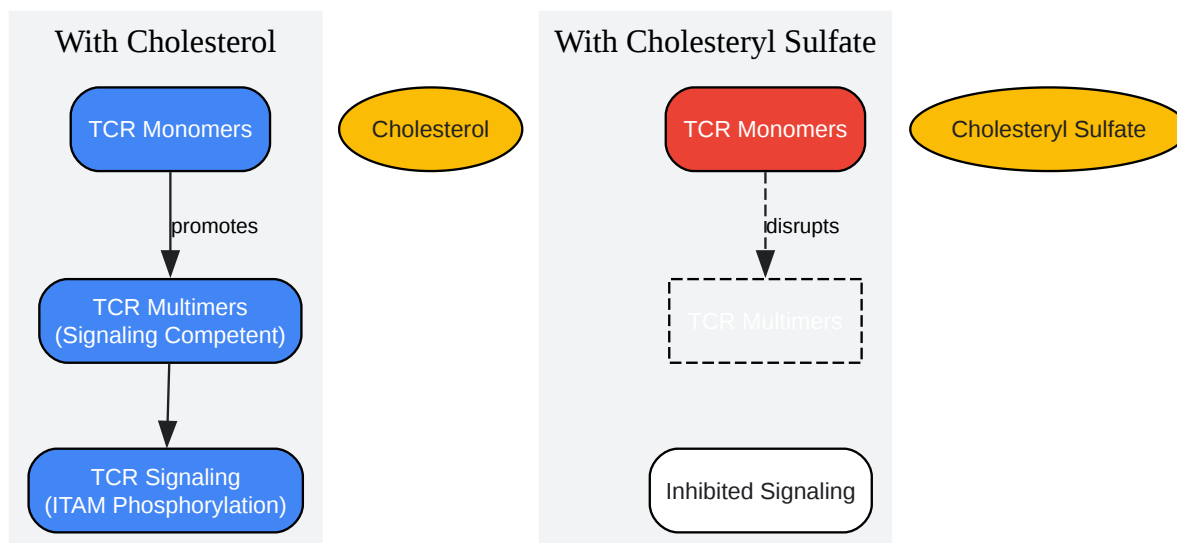 With Cholesterol
TCR Monomers
Cholesterol
promotes
TCR Multimers
(Signaling Competent)
TCR Signaling
(ITAM Phosphorylation)
With Cholesteryl Sulfate
TCR Monomers
Cholesteryl Sulfate
disrupts
TCR Multimers
Inhibited Signaling